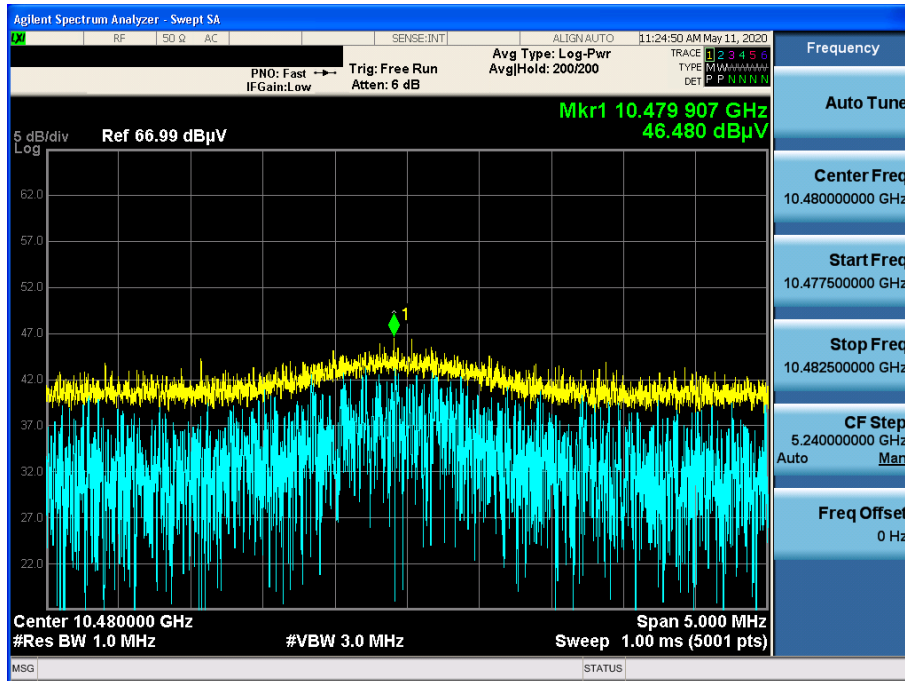 Agilent Spectrum Analyzer - Swept SA
LXI RF 50 Ω AC SENSE:INT ALIGN AUTO 11:24:50 AM May 11, 2020
PNO: Fast Trig: Free Run Avg Type: Log-Pwr TRACE 1 2 3 4 5 6
IFGain:Low Atten: 6 dB Avg|Hold: 200/200 TYPE MWWWWW
DET P P N N N N
Mkr1 10.479 907 GHz
46.480 dBµV
5 dB/div Ref 66.99 dBµV
Log
62.0
57.0
52.0
47.0
42.0
37.0
32.0
27.0
22.0
1
Center 10.480000 GHz Span 5.000 MHz
#Res BW 1.0 MHz #VBW 3.0 MHz Sweep 1.00 ms (5001 pts)
MSG STATUS
Frequency
Auto Tune
Center Freq
10.480000000 GHz
Start Freq
10.477500000 GHz
Stop Freq
10.482500000 GHz
CF Step
5.240000000 GHz
Auto Man
Freq Offset
0 Hz